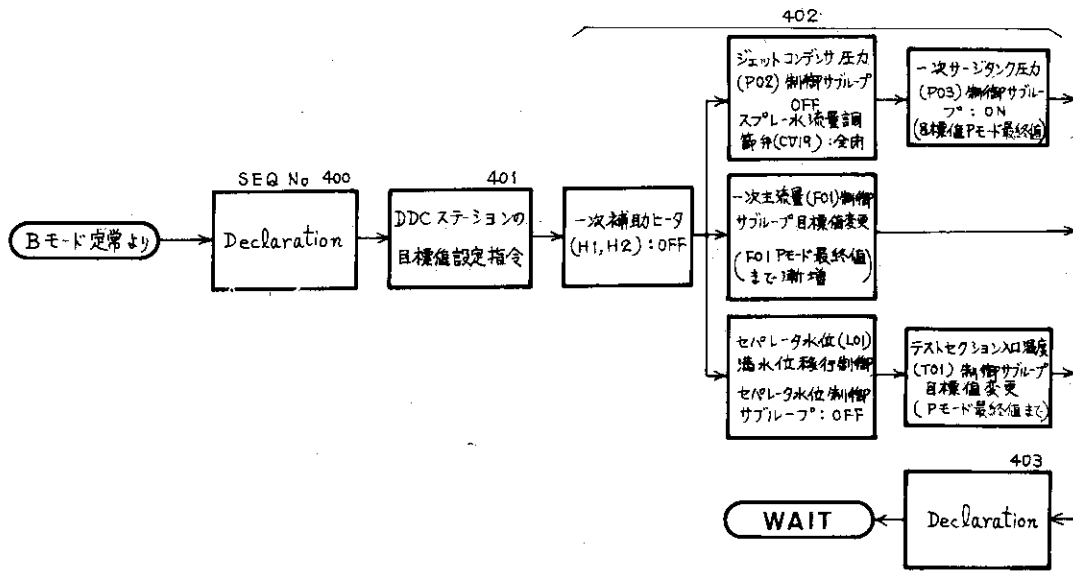 402
ジェットコンデンサ圧力
(P02)制御サブループ
OFF
スプレー水流量調
節弁(CV19):全閉
一次サージタンク圧力
(P03)制御サブルー
プ:ON
(目標値Pモード最終値)
SEQ No 400
401
Bモード定常より
Declaration
DDCステーションの
目標値設定指令
一次補助ヒータ
(H1,H2):OFF
一次主流量(F01)制御
サブループ目標値変更
(F01 Pモード最終値)
まで漸増
セパレータ水位(L01)
満水位移行制御
セパレータ水位制御
サブループ:OFF
テストセクション入口温度
(T01)制御サブループ
目標値変更
(Pモード最終値まで)
403
WAIT
Declaration